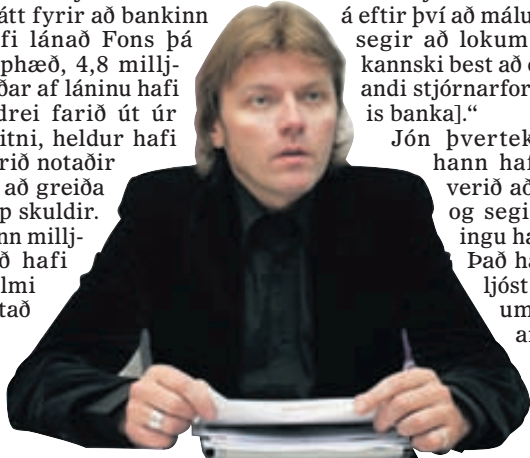 átt fyrir að bankinn
fi lánað Fons þá
phæð, 4,8 millj-
ðar af láninu hafi
drei farið út úr
itni, heldur hafi
rið notaðir
að greiða
p skuldir.
nn millj-
ð hafi
lmi
tað
á eftir því að málu
segir að lokum
kannski best að
andi stjórnarfor
is banka].“
Jón þvertek
hann haf
verið að
og segi
ingu ha
Það ha
ljóst
um